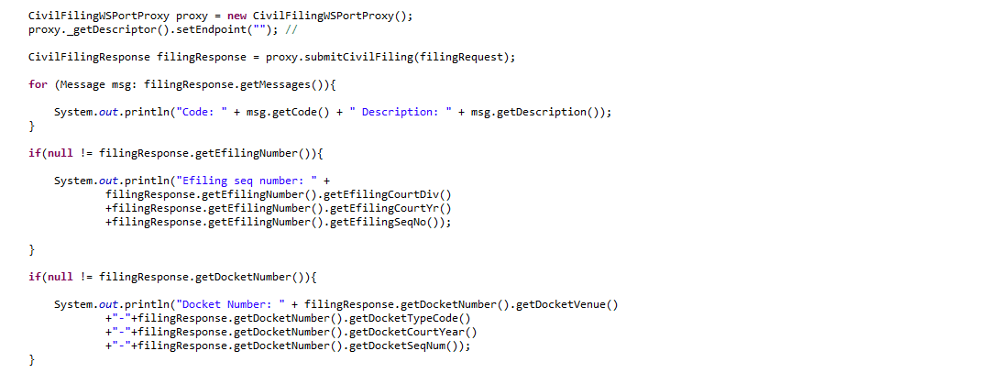 CivilFilingWSPortProxy proxy = new CivilFilingWSPortProxy();
proxy._getDescriptor().setEndpoint(""); //
CivilFilingResponse filingResponse = proxy.submitCivilFiling(filingRequest);
for (Message msg: filingResponse.getMessages()){
System.out.println("Code: " + msg.getCode() + " Description: " + msg.getDescription());
}
if(null != filingResponse.getEfilingNumber()){
System.out.println("Efiling seq number: " +
filingResponse.getEfilingNumber().getEfilingCourtDiv()
+filingResponse.getEfilingNumber().getEfilingCourtYr()
+filingResponse.getEfilingNumber().getEfilingSeqNo());
}
if(null != filingResponse.getDocketNumber()){
System.out.println("Docket Number: " + filingResponse.getDocketNumber().getDocketVenue()
+"-"+filingResponse.getDocketNumber().getDocketTypeCode()
+"-"+filingResponse.getDocketNumber().getDocketCourtYear()
+"-"+filingResponse.getDocketNumber().getDocketSeqNum());
}